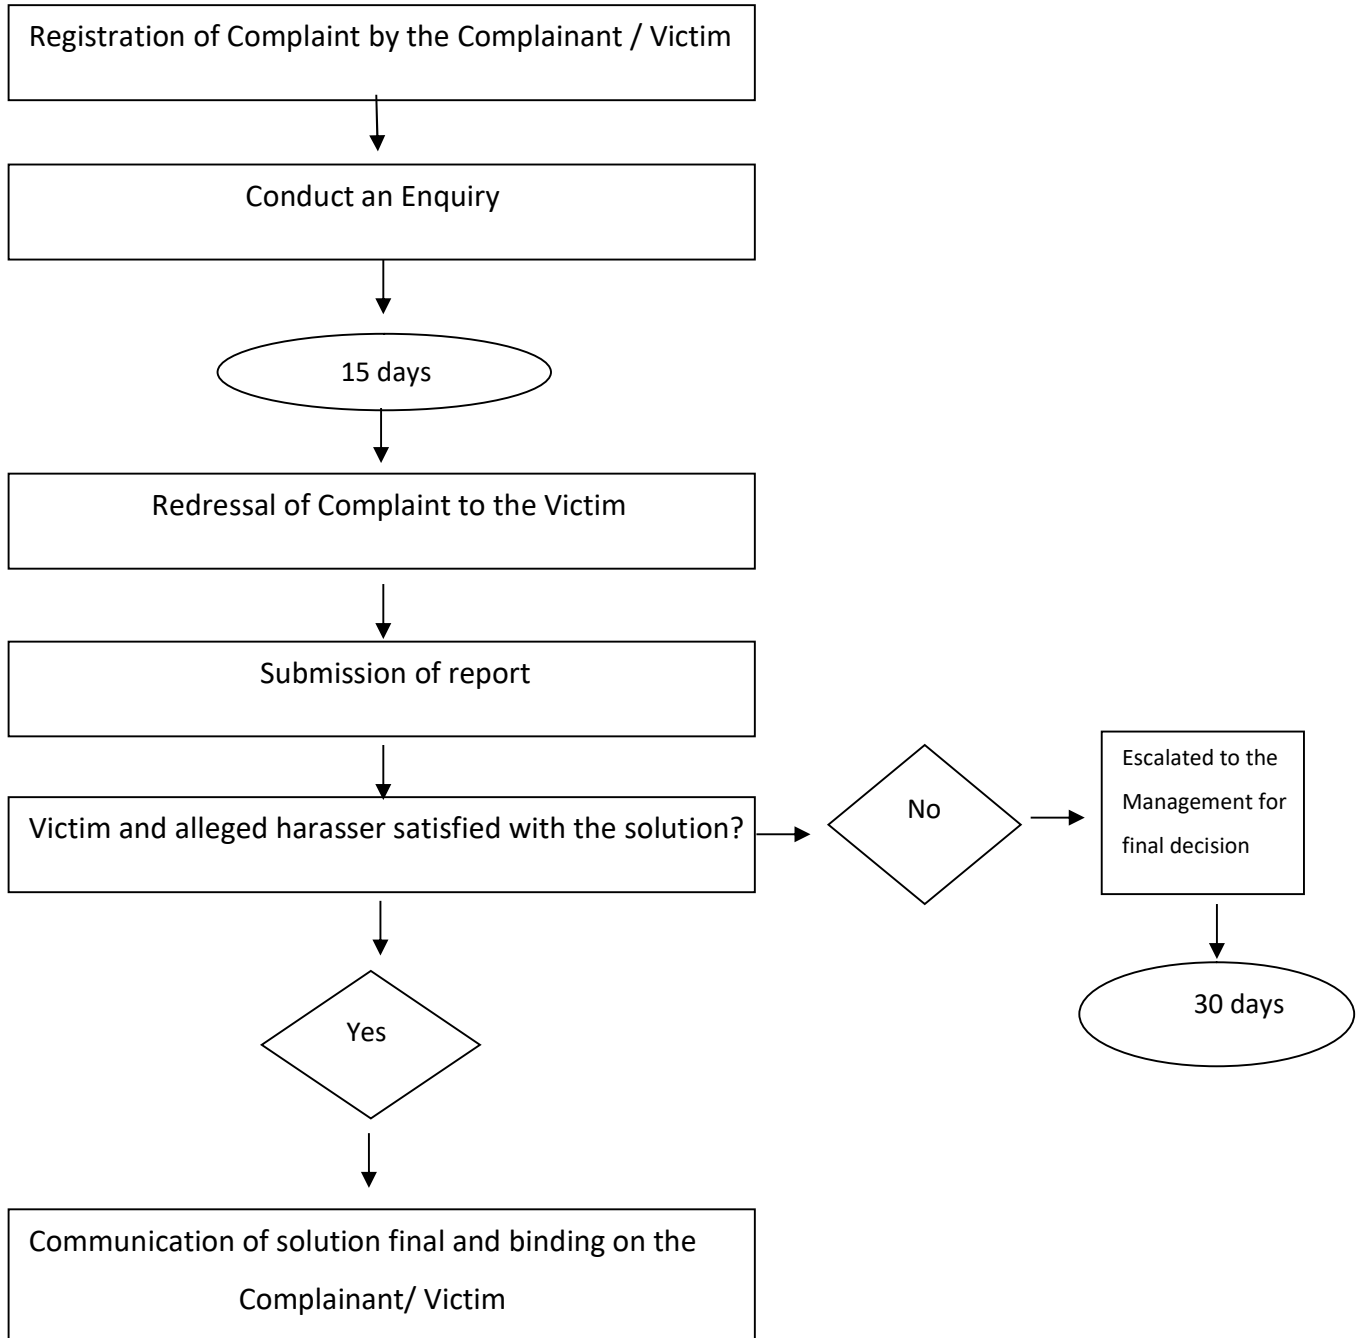 Registration of Complaint by the Complainant / Victim
Conduct an Enquiry
15 days
Redressal of Complaint to the Victim
Submission of report
Victim and alleged harasser satisfied with the solution?
No
Escalated to the
Management for
final decision
30 days
Yes
Communication of solution final and binding on the
Complainant/ Victim